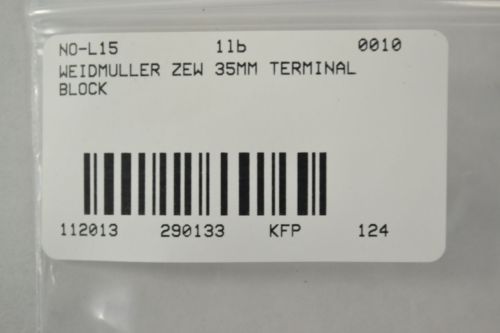 NO-L15 1lb 0010
WEIDMULLER ZEW 35MM TERMINAL
BLOCK
112013 290133 KFP 124